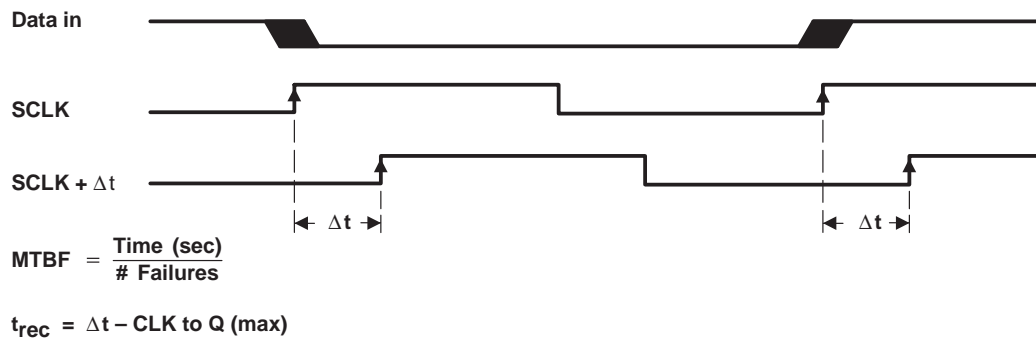 Data in
SCLK
SCLK + Δt
Δt Δt
MTBF = Time (sec)
# Failures
trec = Δt – CLK to Q (max)